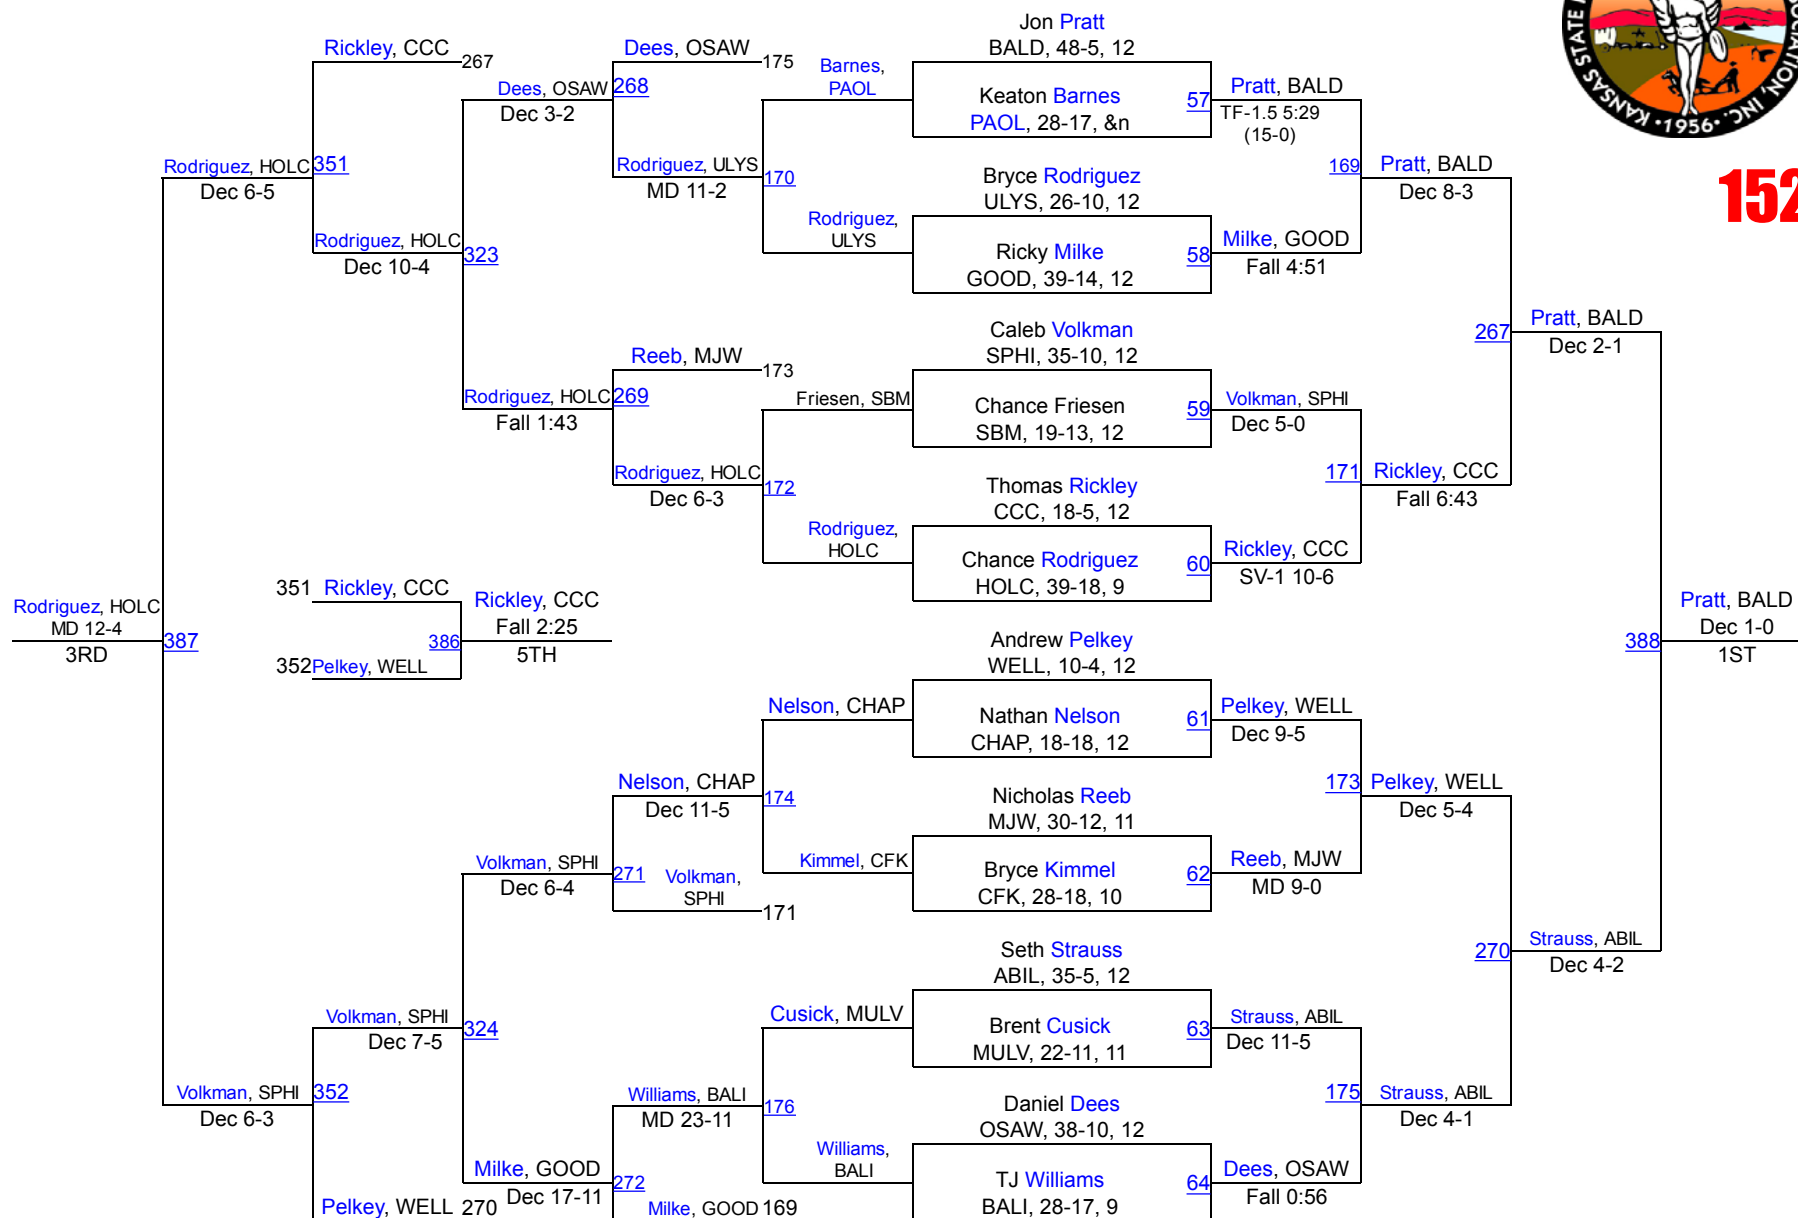 Jon Pratt
BALD, 48-5, 12
Keaton Barnes
PAOL, 28-17, &n
57
Bryce Rodriguez
ULYS, 26-10, 12
Ricky Milke
GOOD, 39-14, 12
58
Caleb Volkman
SPHI, 35-10, 12
Chance Friesen
SBM, 19-13, 12
59
Thomas Rickley
CCC, 18-5, 12
Chance Rodriguez
HOLC, 39-18, 9
60
Andrew Pelkey
WELL, 10-4, 12
Nathan Nelson
CHAP, 18-18, 12
61
Nicholas Reeb
MJW, 30-12, 11
Bryce Kimmel
CFK, 28-18, 10
62
Seth Strauss
ABIL, 35-5, 12
Brent Cusick
MULV, 22-11, 11
63
Daniel Dees
OSAW, 38-10, 12
TJ Williams
BALI, 28-17, 9
64
Pratt, BALD
TF-1.5 5:29
(15-0)
169
Milke, GOOD
Fall 4:51
Volkman, SPHI
Dec 5-0
171
Rickley, CCC
SV-1 10-6
Pelkey, WELL
Dec 9-5
173
Reeb, MJW
MD 9-0
Strauss, ABIL
Dec 11-5
175
Dees, OSAW
Fall 0:56
Pratt, BALD
Dec 8-3
267
Rickley, CCC
Fall 6:43
Pelkey, WELL
Dec 5-4
270
Strauss, ABIL
Dec 4-1
Pratt, BALD
Dec 2-1
388
Strauss, ABIL
Dec 4-2
Pratt, BALD
Dec 1-0
1ST
KANSAS STATE
OCIATION, INC.
•1956•
152
Barnes,
PAOL
170
Rodriguez,
ULYS
Friesen, SBM
172
Rodriguez,
HOLC
Nelson, CHAP
174
Kimmel, CFK
Cusick, MULV
176
Williams,
BALI
Dees, OSAW
175
268
Rodriguez, ULYS
MD 11-2
Reeb, MJW
173
269
Rodriguez, HOLC
Dec 6-3
Nelson, CHAP
Dec 11-5
271
Volkman,
SPHI
171
Williams, BALI
MD 23-11
272
Milke, GOOD 169
Dees, OSAW
Dec 3-2
323
Rodriguez, HOLC
Fall 1:43
Volkman, SPHI
Dec 6-4
324
Milke, GOOD
Dec 17-11
Rickley, CCC
267
351
Rodriguez, HOLC
Dec 10-4
Volkman, SPHI
Dec 7-5
352
Pelkey, WELL 270
Rodriguez, HOLC
Dec 6-5
387
Volkman, SPHI
Dec 6-3
Rodriguez, HOLC
MD 12-4
3RD
351 Rickley, CCC
386
352 Pelkey, WELL
Rickley, CCC
Fall 2:25
5TH